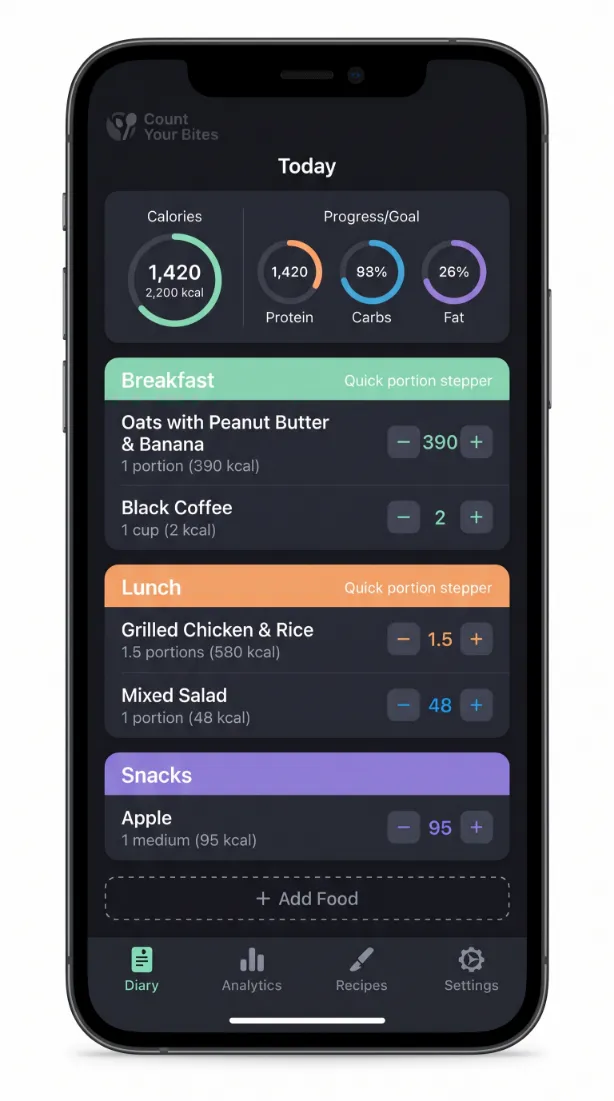 Count
Your Bites
Today
Calories
Progress/Goal
1,420
2,200 kcal
1,420
98%
26%
Protein
Carbs
Fat
Breakfast
Quick portion stepper
Oats with Peanut Butter
& Banana
1 portion (390 kcal)
− 390 +
Black Coffee
1 cup (2 kcal)
− 2 +
Lunch
Quick portion stepper
Grilled Chicken & Rice
1.5 portions (580 kcal)
− 1.5 +
Mixed Salad
1 portion (48 kcal)
− 48 +
Snacks
Apple
1 medium (95 kcal)
− 95 +
+ Add Food
Diary
Analytics
Recipes
Settings